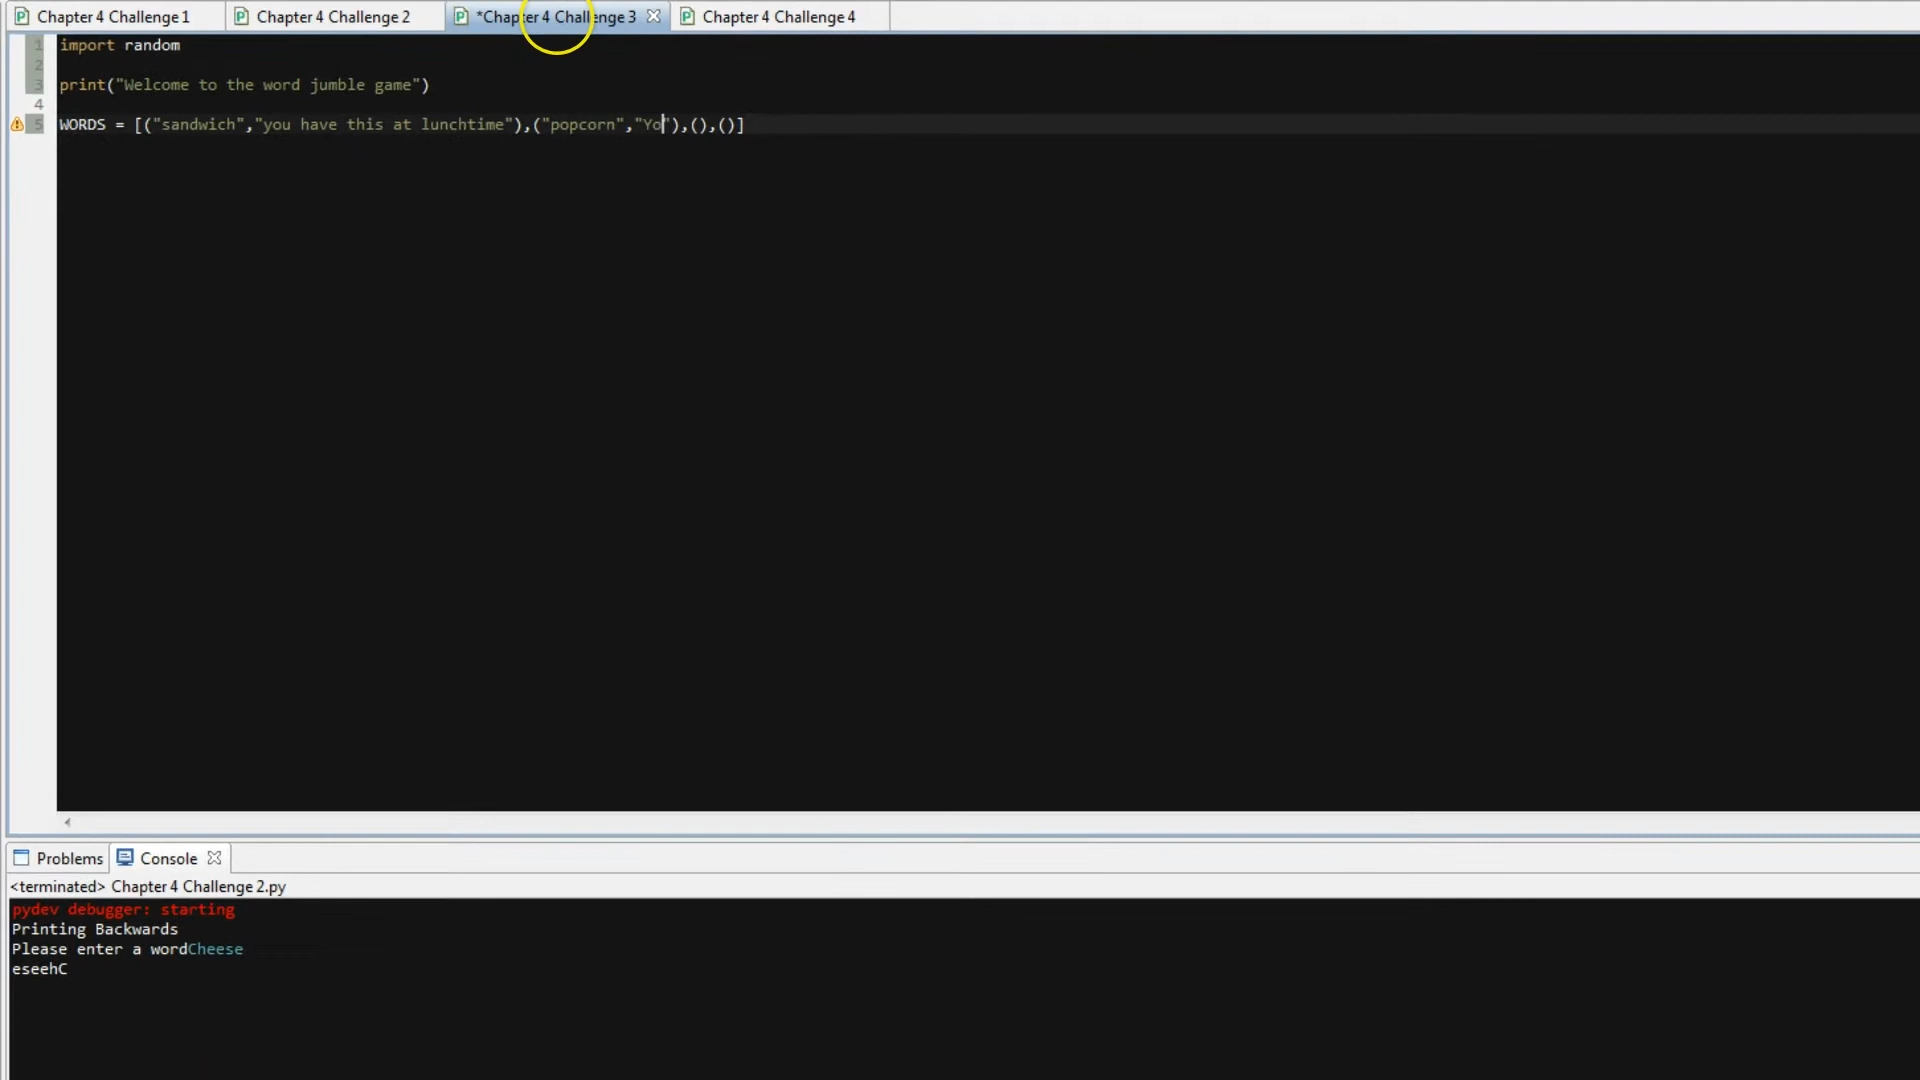 Chapter 4 Challenge 1 Chapter 4 Challenge 2 *Chapter 4 Challenge 3 Chapter 4 Challenge 4
1 import random
2
3 print("Welcome to the word jumble game")
4
5 WORDS = [("sandwich","you have this at lunchtime"),("popcorn","Yo"),(),()]
Problems Console
<terminated> Chapter 4 Challenge 2.py
pydev debugger: starting
Printing Backwards
Please enter a wordCheese
eseehC